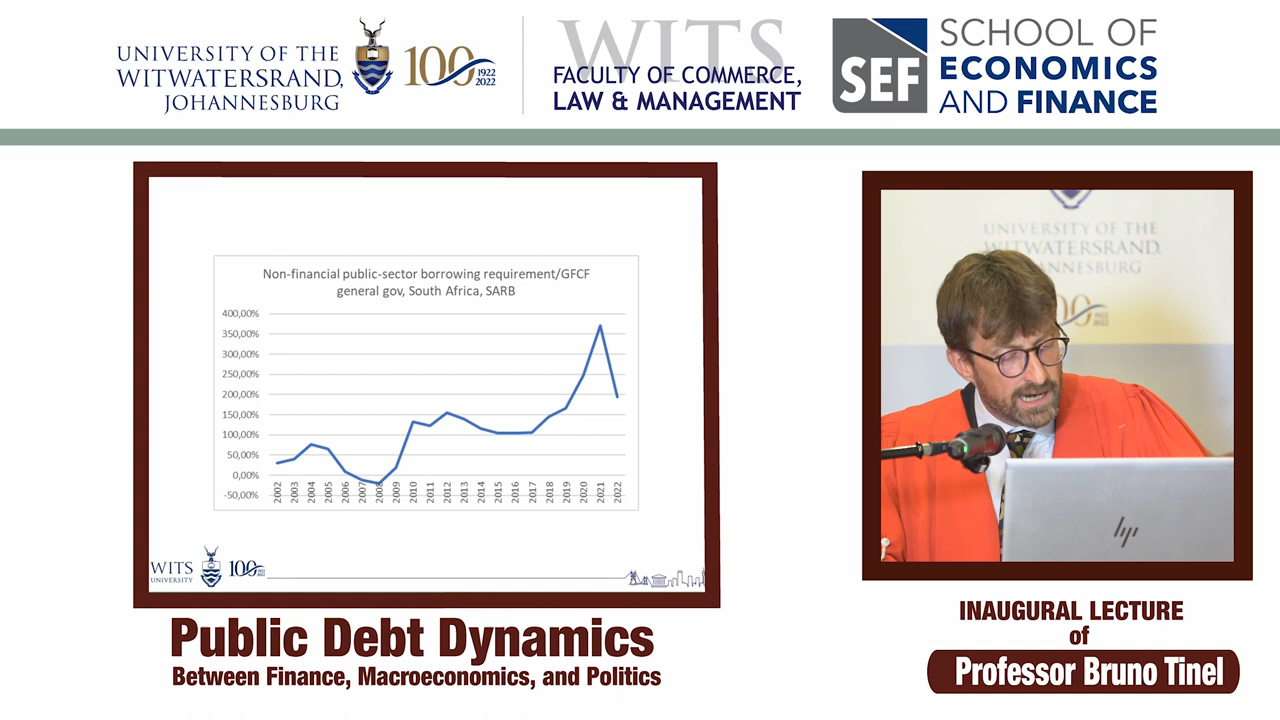 UNIVERSITY OF THE
WITWATERSRAND,
JOHANNESBURG
100 1922
2022
WITS
FACULTY OF COMMERCE,
LAW & MANAGEMENT
SEF
SCHOOL OF
ECONOMICS
AND FINANCE
Non-financial public-sector borrowing requirement/GFCF
general gov, South Africa, SARB
400,00%
350,00%
300,00%
250,00%
200,00%
150,00%
100,00%
50,00%
0,00%
-50,00%
2002 2003 2004 2005 2006 2007 2008 2009 2010 2011 2012 2013 2014 2015 2016 2017 2018 2019 2020 2021 2022
WITS
UNIVERSITY
100
UNIVERSITY OF THE
WITWATERSRAND,
hp
Public Debt Dynamics
Between Finance, Macroeconomics, and Politics
INAUGURAL LECTURE
of
Professor Bruno Tinel